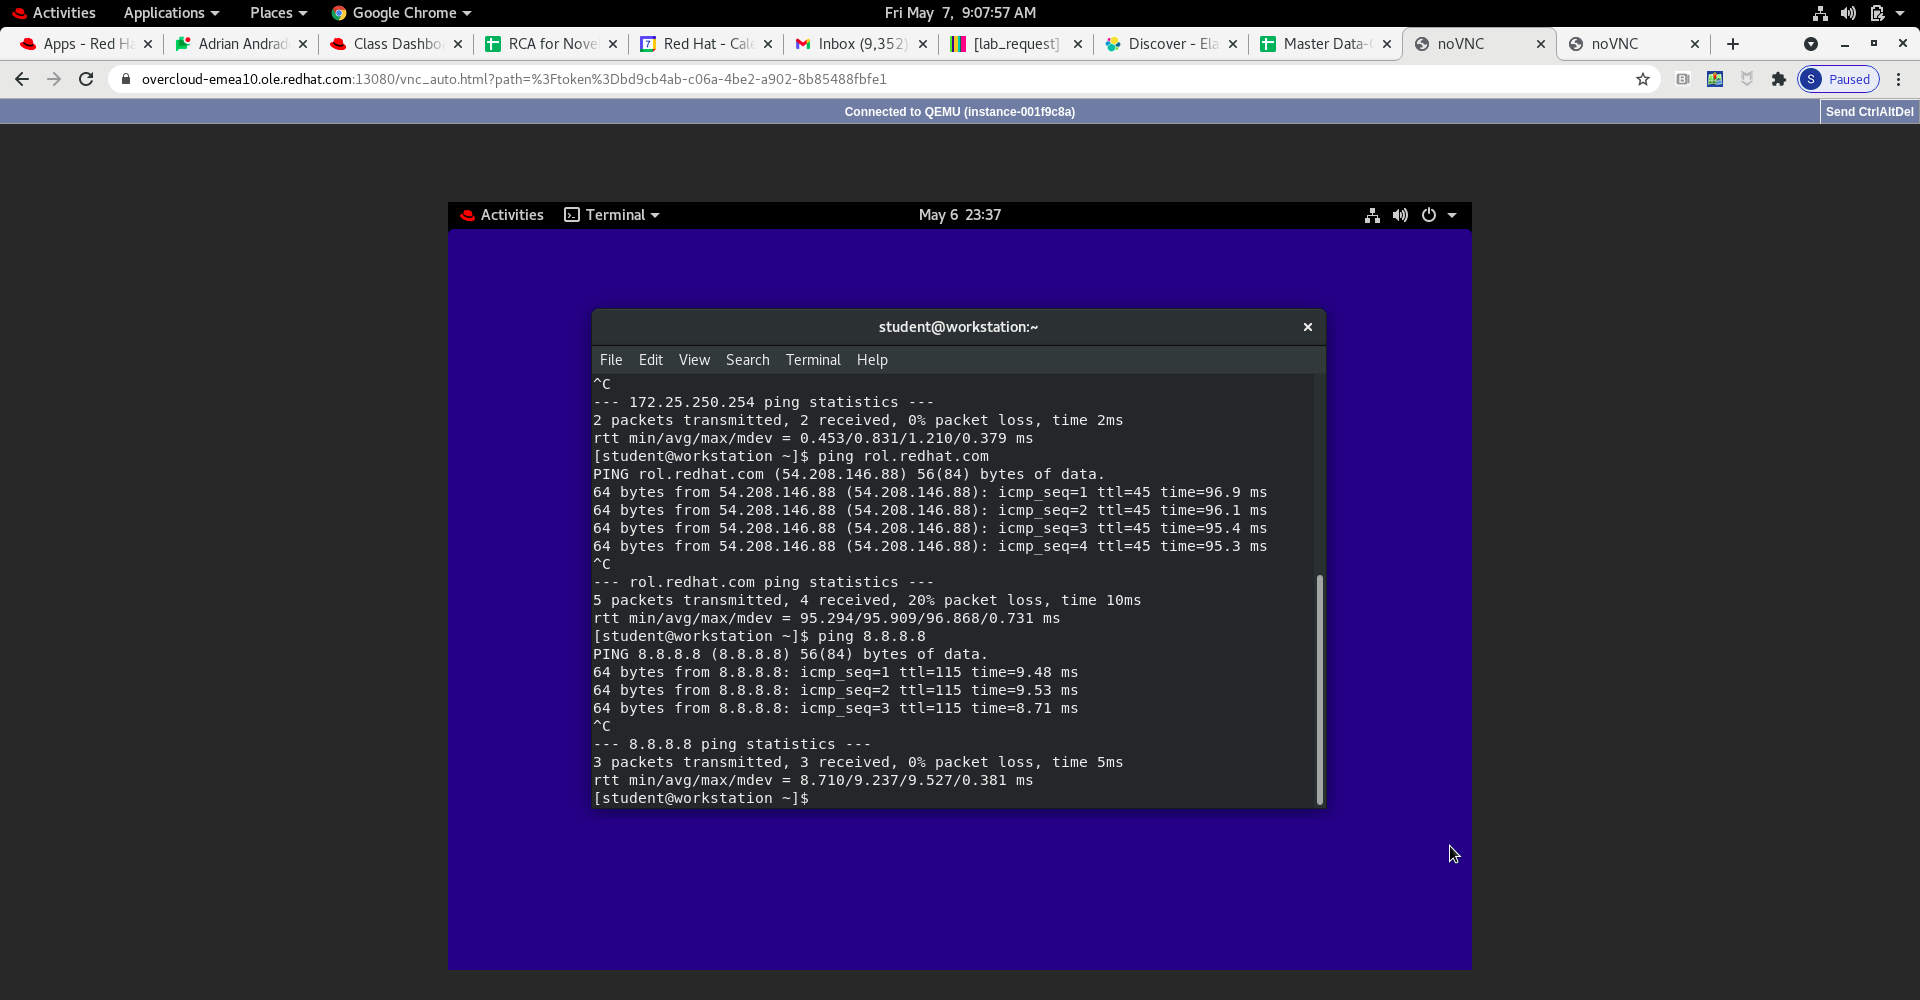 Activities Applications Places Google Chrome Fri May 7, 9:07:57 AM
Apps - Red Ha Adrian Andrad Class Dashbo RCA for Nove Red Hat - Cale Inbox (9,352) [lab_request] Discover - Ela Master Data- noVNC noVNC
overcloud-emea10.ole.redhat.com:13080/vnc_auto.html?path=%3Ftoken%3Dbd9cb4ab-c06a-4be2-a902-8b85488fbfe1 S Paused
Connected to QEMU (instance-001f9c8a) Send CtrlAltDel
Activities Terminal May 6 23:37
student@workstation:~
File Edit View Search Terminal Help
^C
--- 172.25.250.254 ping statistics ---
2 packets transmitted, 2 received, 0% packet loss, time 2ms
rtt min/avg/max/mdev = 0.453/0.831/1.210/0.379 ms
[student@workstation ~]$ ping rol.redhat.com
PING rol.redhat.com (54.208.146.88) 56(84) bytes of data.
64 bytes from 54.208.146.88 (54.208.146.88): icmp_seq=1 ttl=45 time=96.9 ms
64 bytes from 54.208.146.88 (54.208.146.88): icmp_seq=2 ttl=45 time=96.1 ms
64 bytes from 54.208.146.88 (54.208.146.88): icmp_seq=3 ttl=45 time=95.4 ms
64 bytes from 54.208.146.88 (54.208.146.88): icmp_seq=4 ttl=45 time=95.3 ms
^C
--- rol.redhat.com ping statistics ---
5 packets transmitted, 4 received, 20% packet loss, time 10ms
rtt min/avg/max/mdev = 95.294/95.909/96.868/0.731 ms
[student@workstation ~]$ ping 8.8.8.8
PING 8.8.8.8 (8.8.8.8) 56(84) bytes of data.
64 bytes from 8.8.8.8: icmp_seq=1 ttl=115 time=9.48 ms
64 bytes from 8.8.8.8: icmp_seq=2 ttl=115 time=9.53 ms
64 bytes from 8.8.8.8: icmp_seq=3 ttl=115 time=8.71 ms
^C
--- 8.8.8.8 ping statistics ---
3 packets transmitted, 3 received, 0% packet loss, time 5ms
rtt min/avg/max/mdev = 8.710/9.237/9.527/0.381 ms
[student@workstation ~]$